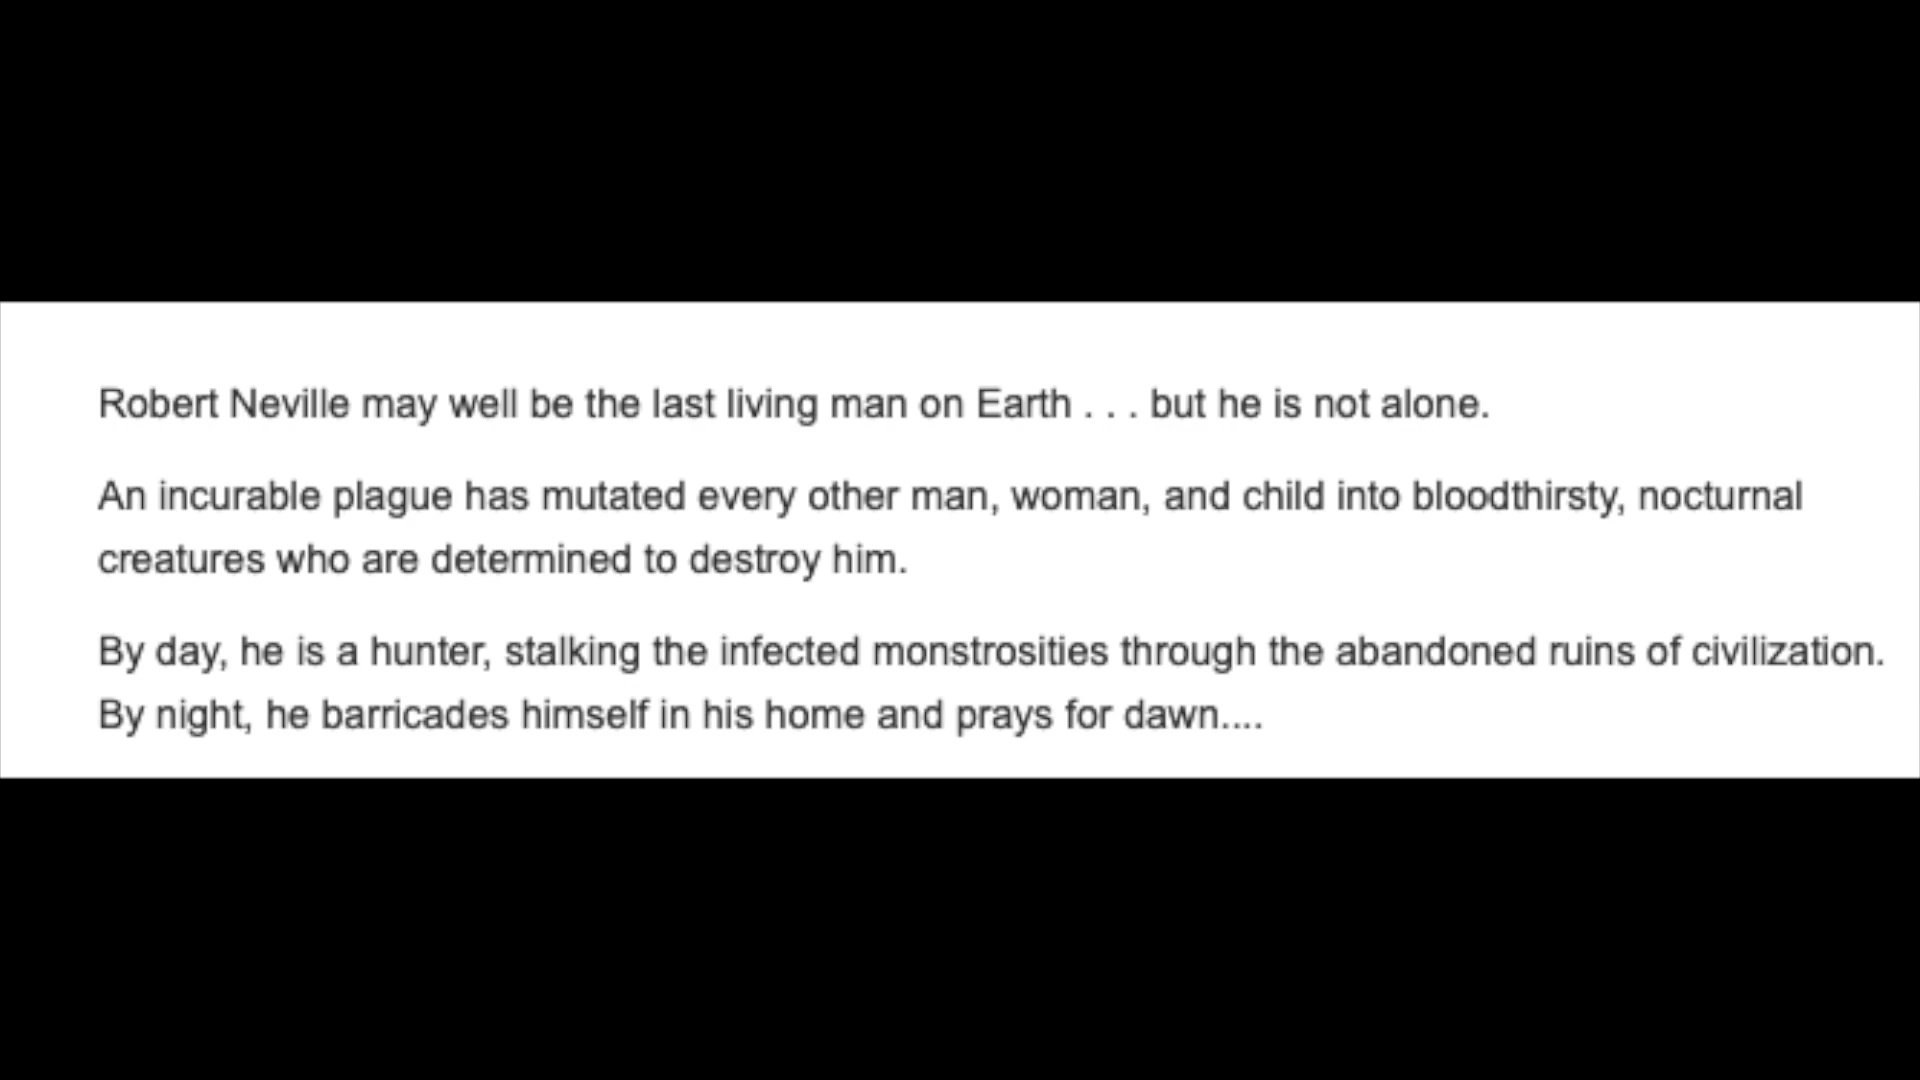 Robert Neville may well be the last living man on Earth . . . but he is not alone.
An incurable plague has mutated every other man, woman, and child into bloodthirsty, nocturnal
creatures who are determined to destroy him.
By day, he is a hunter, stalking the infected monstrosities through the abandoned ruins of civilization.
By night, he barricades himself in his home and prays for dawn....